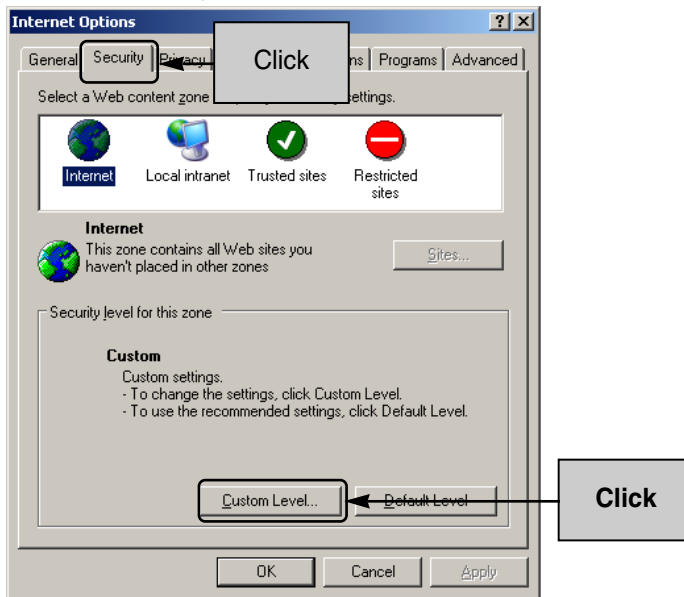 Internet Options
General Security Privacy ns Programs Advanced
Click
Select a Web content zone ettings.
Internet Local intranet Trusted sites Restricted
sites
Internet
This zone contains all Web sites you
haven't placed in other zones
Sites...
Security level for this zone
Custom
Custom settings.
- To change the settings, click Custom Level.
- To use the recommended settings, click Default Level.
Custom Level... Default Level
Click
OK Cancel Apply